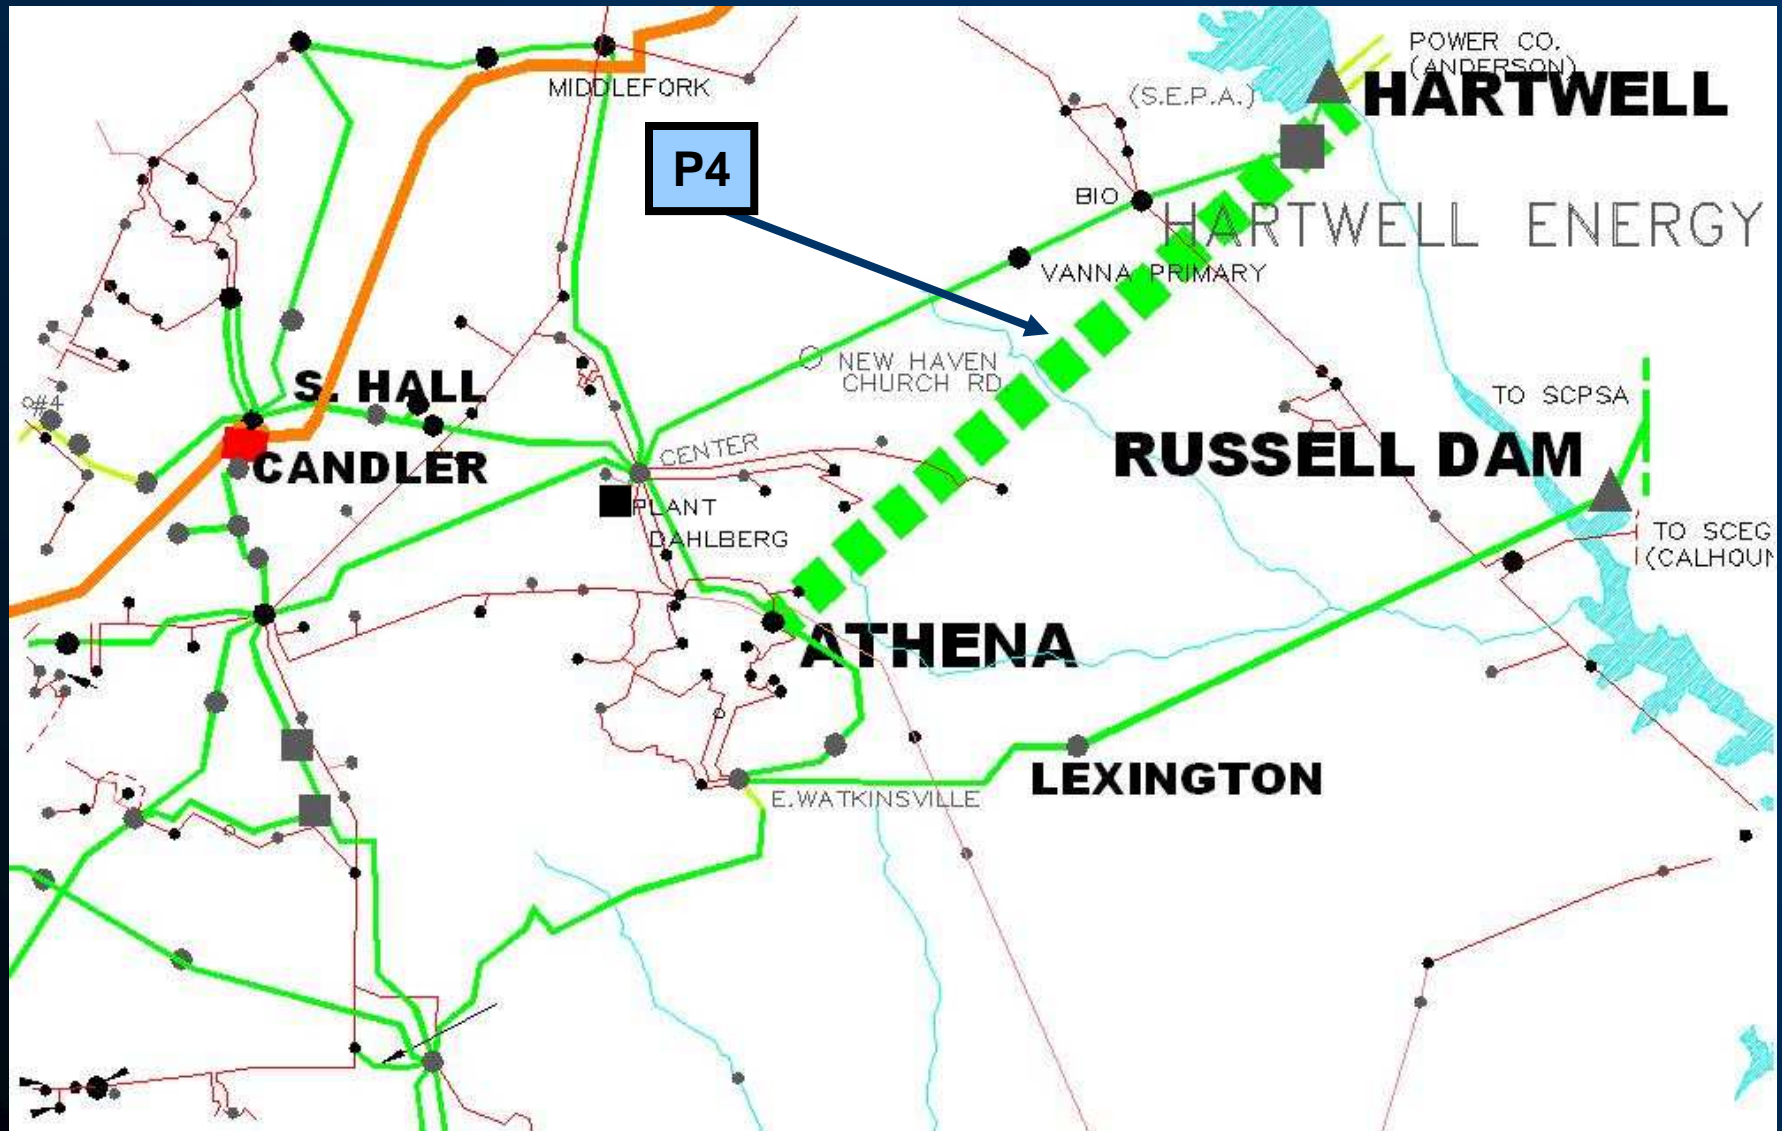 POWER CO.
(ANDERSON)
HARTWELL
(S.E.P.A.)
MIDDLEFORK
P4
BIO
HARTWELL ENERGY
VANNA PRIMARY
NEW HAVEN
CHURCH RD
S. HALL
#4
TO SCPSA
CENTER
RUSSELL DAM
CANDLER
PLANT
DAHLBERG
TO SCEG
(CALHOUN
ATHENA
LEXINGTON
E.WATKINSVILLE